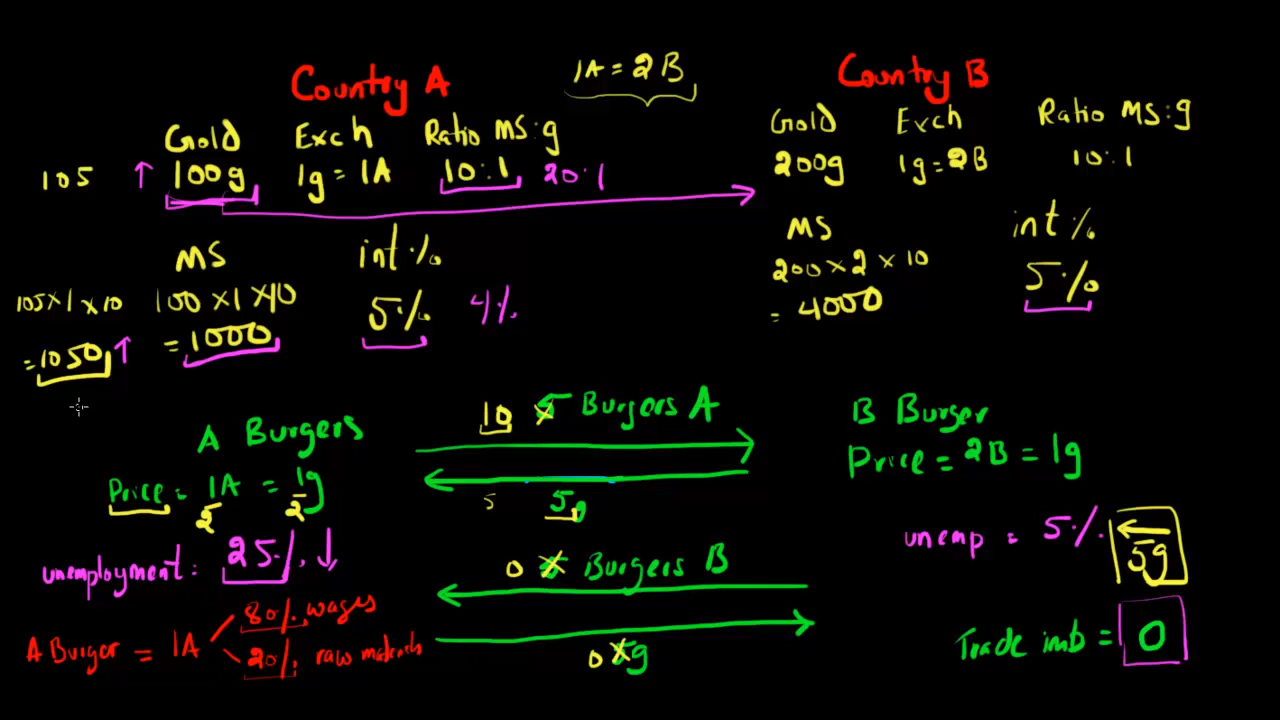 Country A
1A = 2B
Country B
Gold Exch Ratio MS:g
105 ↑ 100g 1g = 1A 10:1 20:1
Gold Exch Ratio MS:g
200g 1g = 2B 10:1
MS int %
105 × 1 × 10 100 × 1 × 10 5% 4%
= 1050 ↑ = 1000
MS int %
200 × 2 × 10 5%
= 4000
A Burgers
Price = 1A = 1g
2 2
unemployment: 25% ↓
A Burger = 1A
80% wages
20% raw materials
10 5 Burgers A
5 5g
0 5 Burgers B
0 g
B Burger
Price = 2B = 1g
unemp = 5%
← 5g
Trade imb = 0